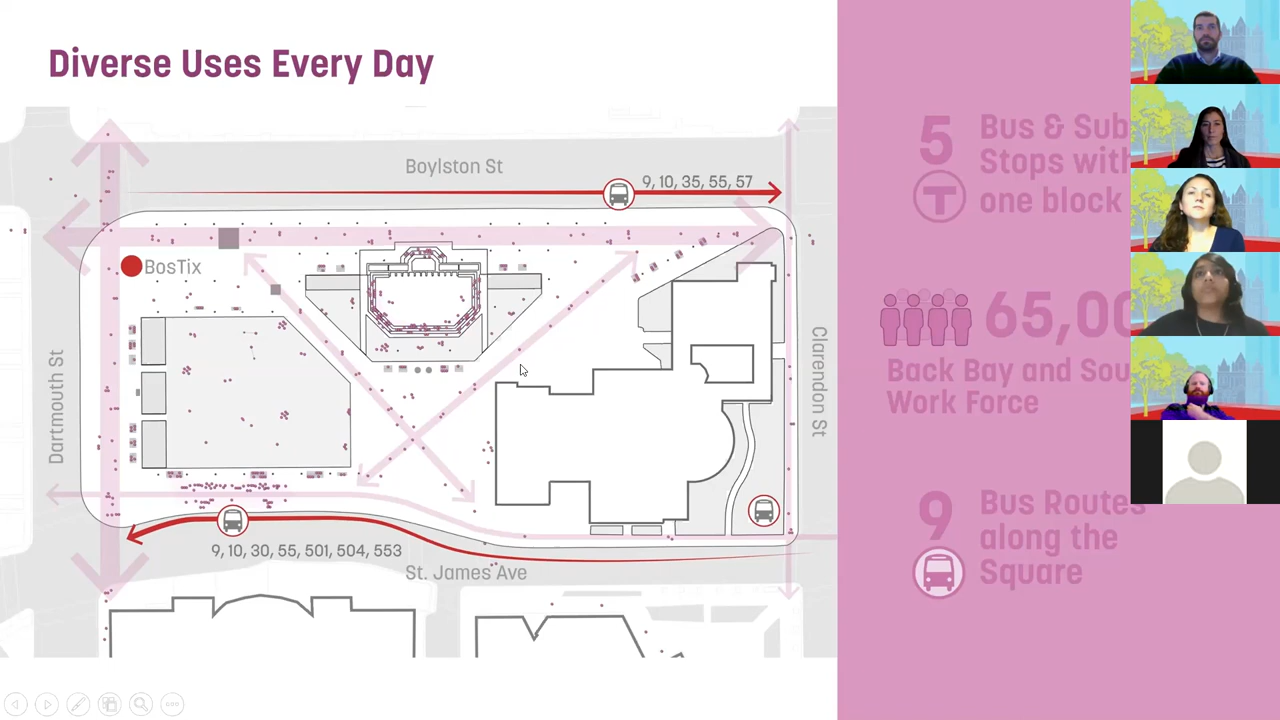 Diverse Uses Every Day
Boylston St
9, 10, 35, 55, 57
BosTix
Dartmouth St
Clarendon St
9, 10, 30, 55, 501, 504, 553
St. James Ave
5
Bus & Sub
Stops with
one block
T
65,00
Back Bay and Sou
Work Force
9
Bus Routes
along the
Square